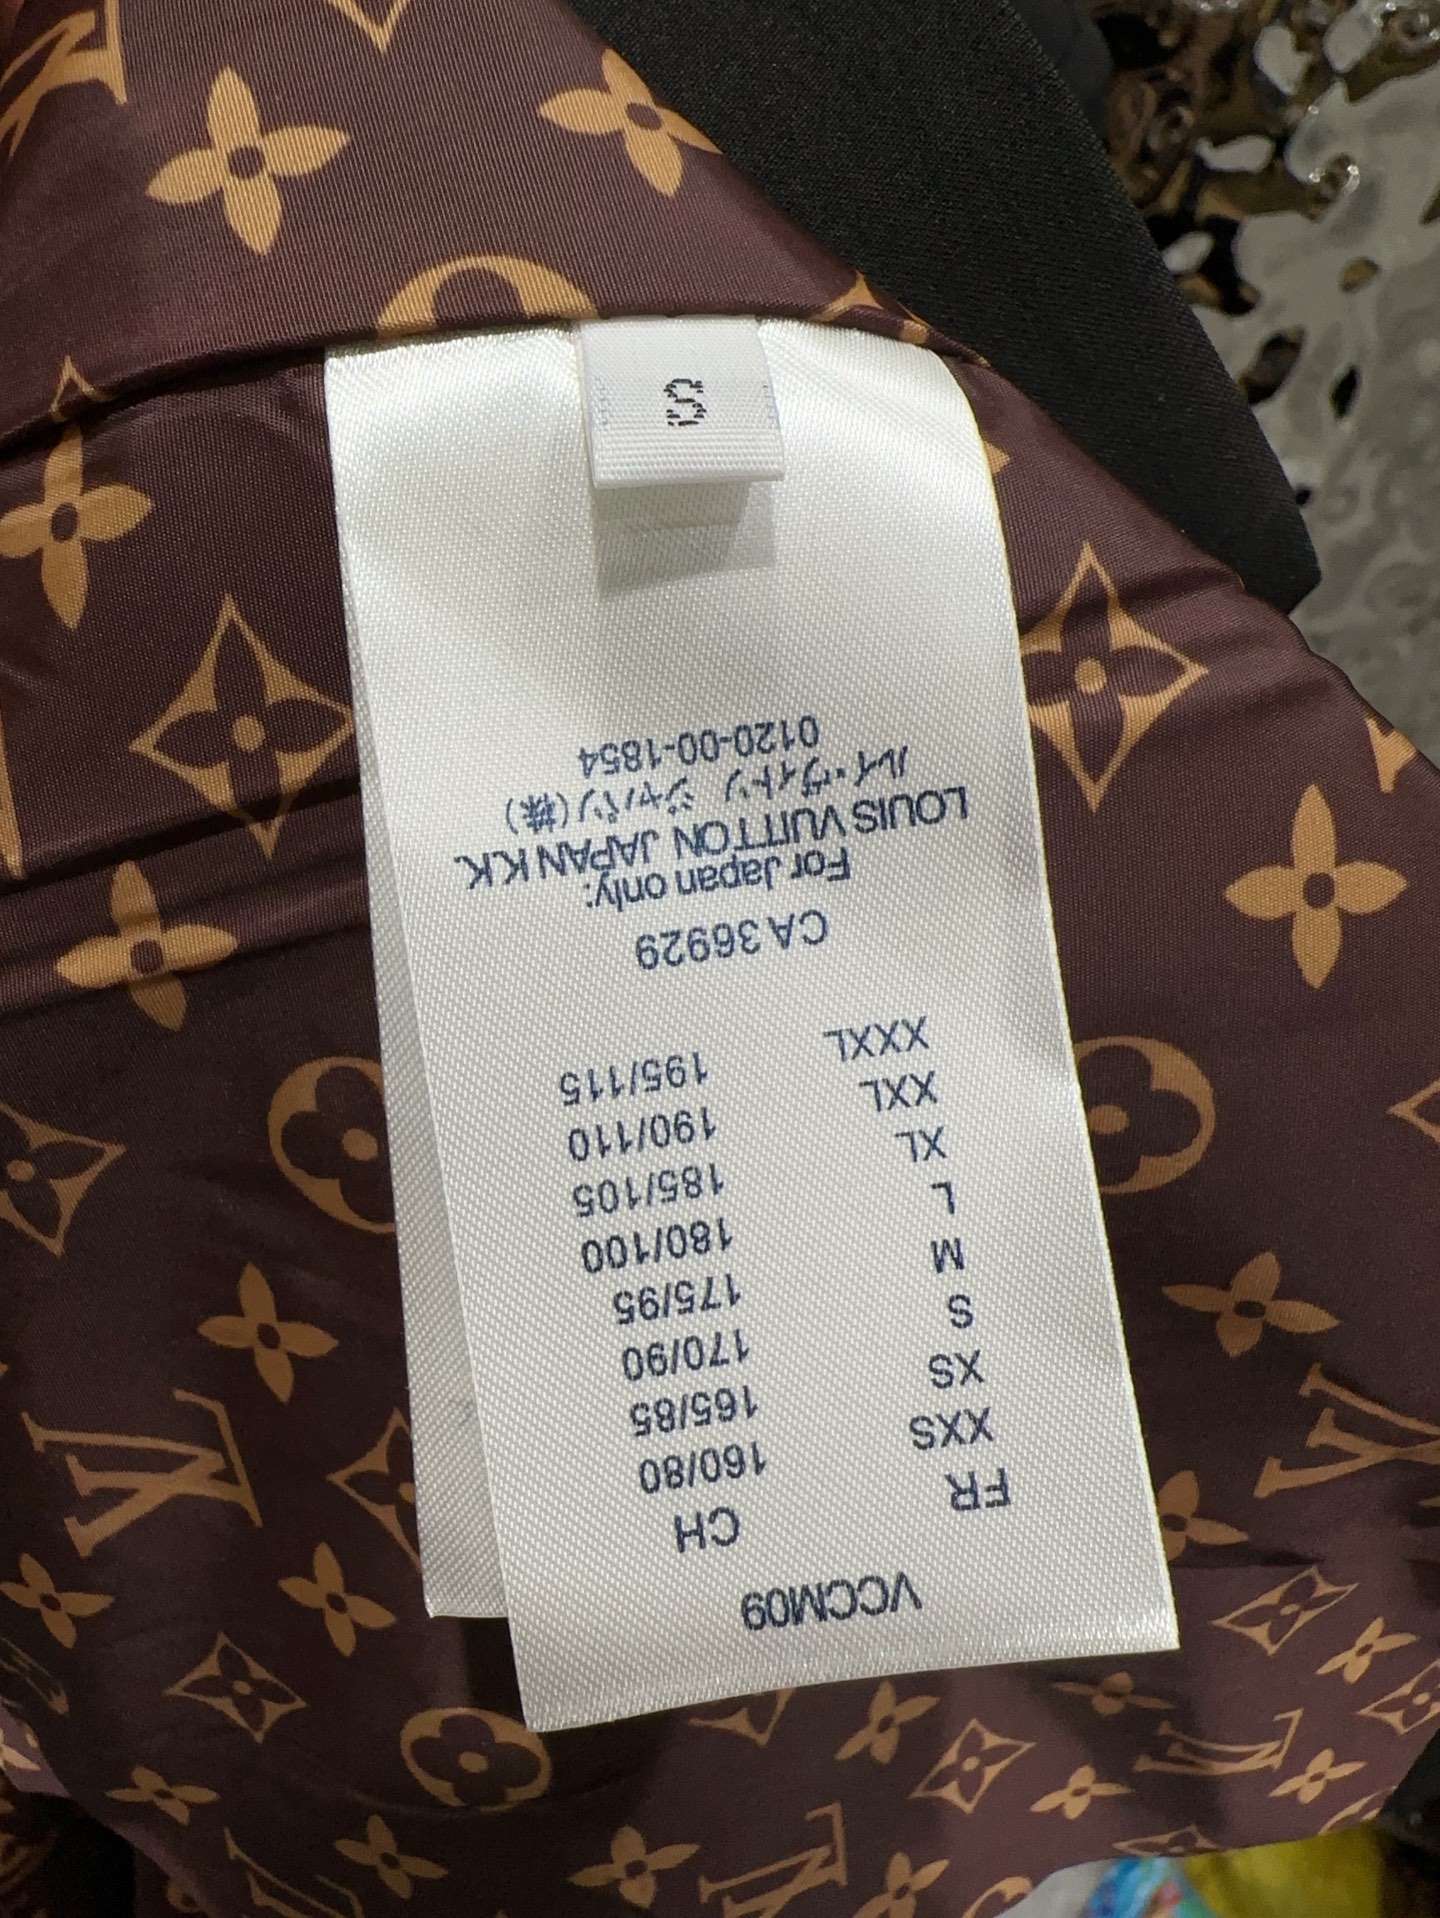 VCCM09
FR CH
XXS 160/80
XS 165/85
S 170/90
M 175/95
L 180/100
XL 185/105
XXL 190/110
XXXL 195/115
CA 36929
For Japan only:
LOUIS VUITTON JAPAN K.K.
ルイ・ヴィトン ジャパン(株)
0120-00-1854
S